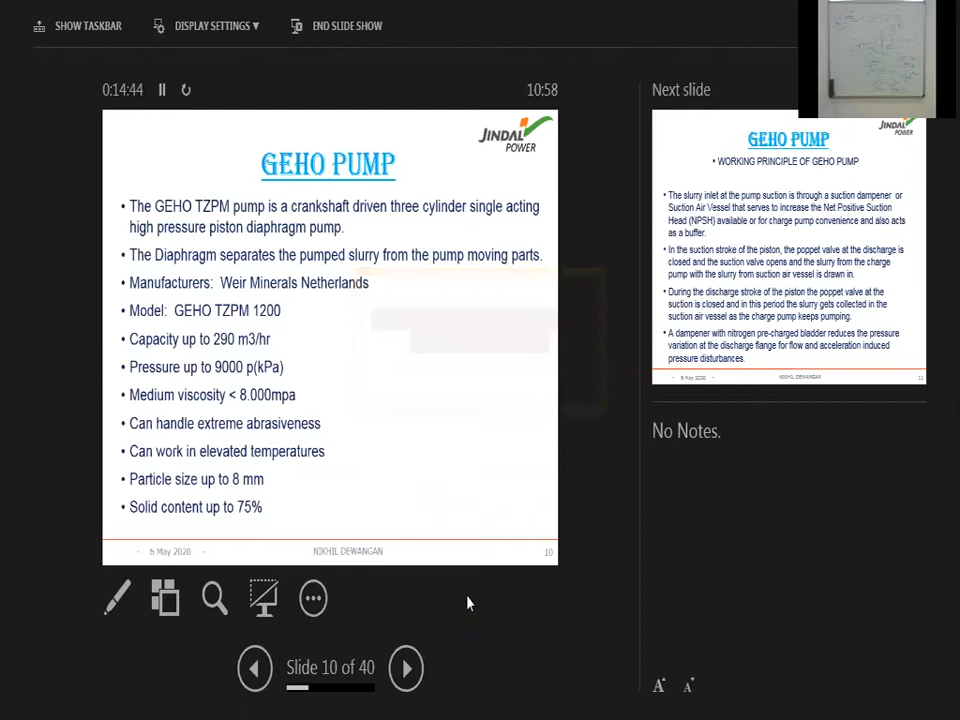 SHOW TASKBAR
DISPLAY SETTINGS ▼
END SLIDE SHOW
0:14:44
10:58
JINDAL
POWER
GEHO PUMP
• The GEHO TZPM pump is a crankshaft driven three cylinder single acting
high pressure piston diaphragm pump.
• The Diaphragm separates the pumped slurry from the pump moving parts.
• Manufacturers: Weir Minerals Netherlands
• Model: GEHO TZPM 1200
• Capacity up to 290 m3/hr
• Pressure up to 9000 p(kPa)
• Medium viscosity < 8.000mpa
• Can handle extreme abrasiveness
• Can work in elevated temperatures
• Particle size up to 8 mm
• Solid content up to 75%
- 6 May 2020 -
NIKHIL DEWANGAN
10
Slide 10 of 40
Next slide
JINDAL
POWER
GEHO PUMP
• WORKING PRINCIPLE OF GEHO PUMP
• The slurry inlet at the pump suction is through a suction dampener or
Suction Air Vessel that serves to increase the Net Positive Suction
Head (NPSH) available or for charge pump convenience and also acts
as a buffer.
• In the suction stroke of the piston, the poppet valve at the discharge is
closed and the suction valve opens and the slurry from the charge
pump with the slurry from suction air vessel is drawn in.
• During the discharge stroke of the piston the poppet valve at the
suction is closed and in this period the slurry gets collected in the
suction air vessel as the charge pump keeps pumping.
• A dampener with nitrogen pre-charged bladder reduces the pressure
variation at the discharge flange for flow and acceleration induced
pressure disturbances.
- 6 May 2020 -
NIKHIL DEWANGAN
11
No Notes.
A A